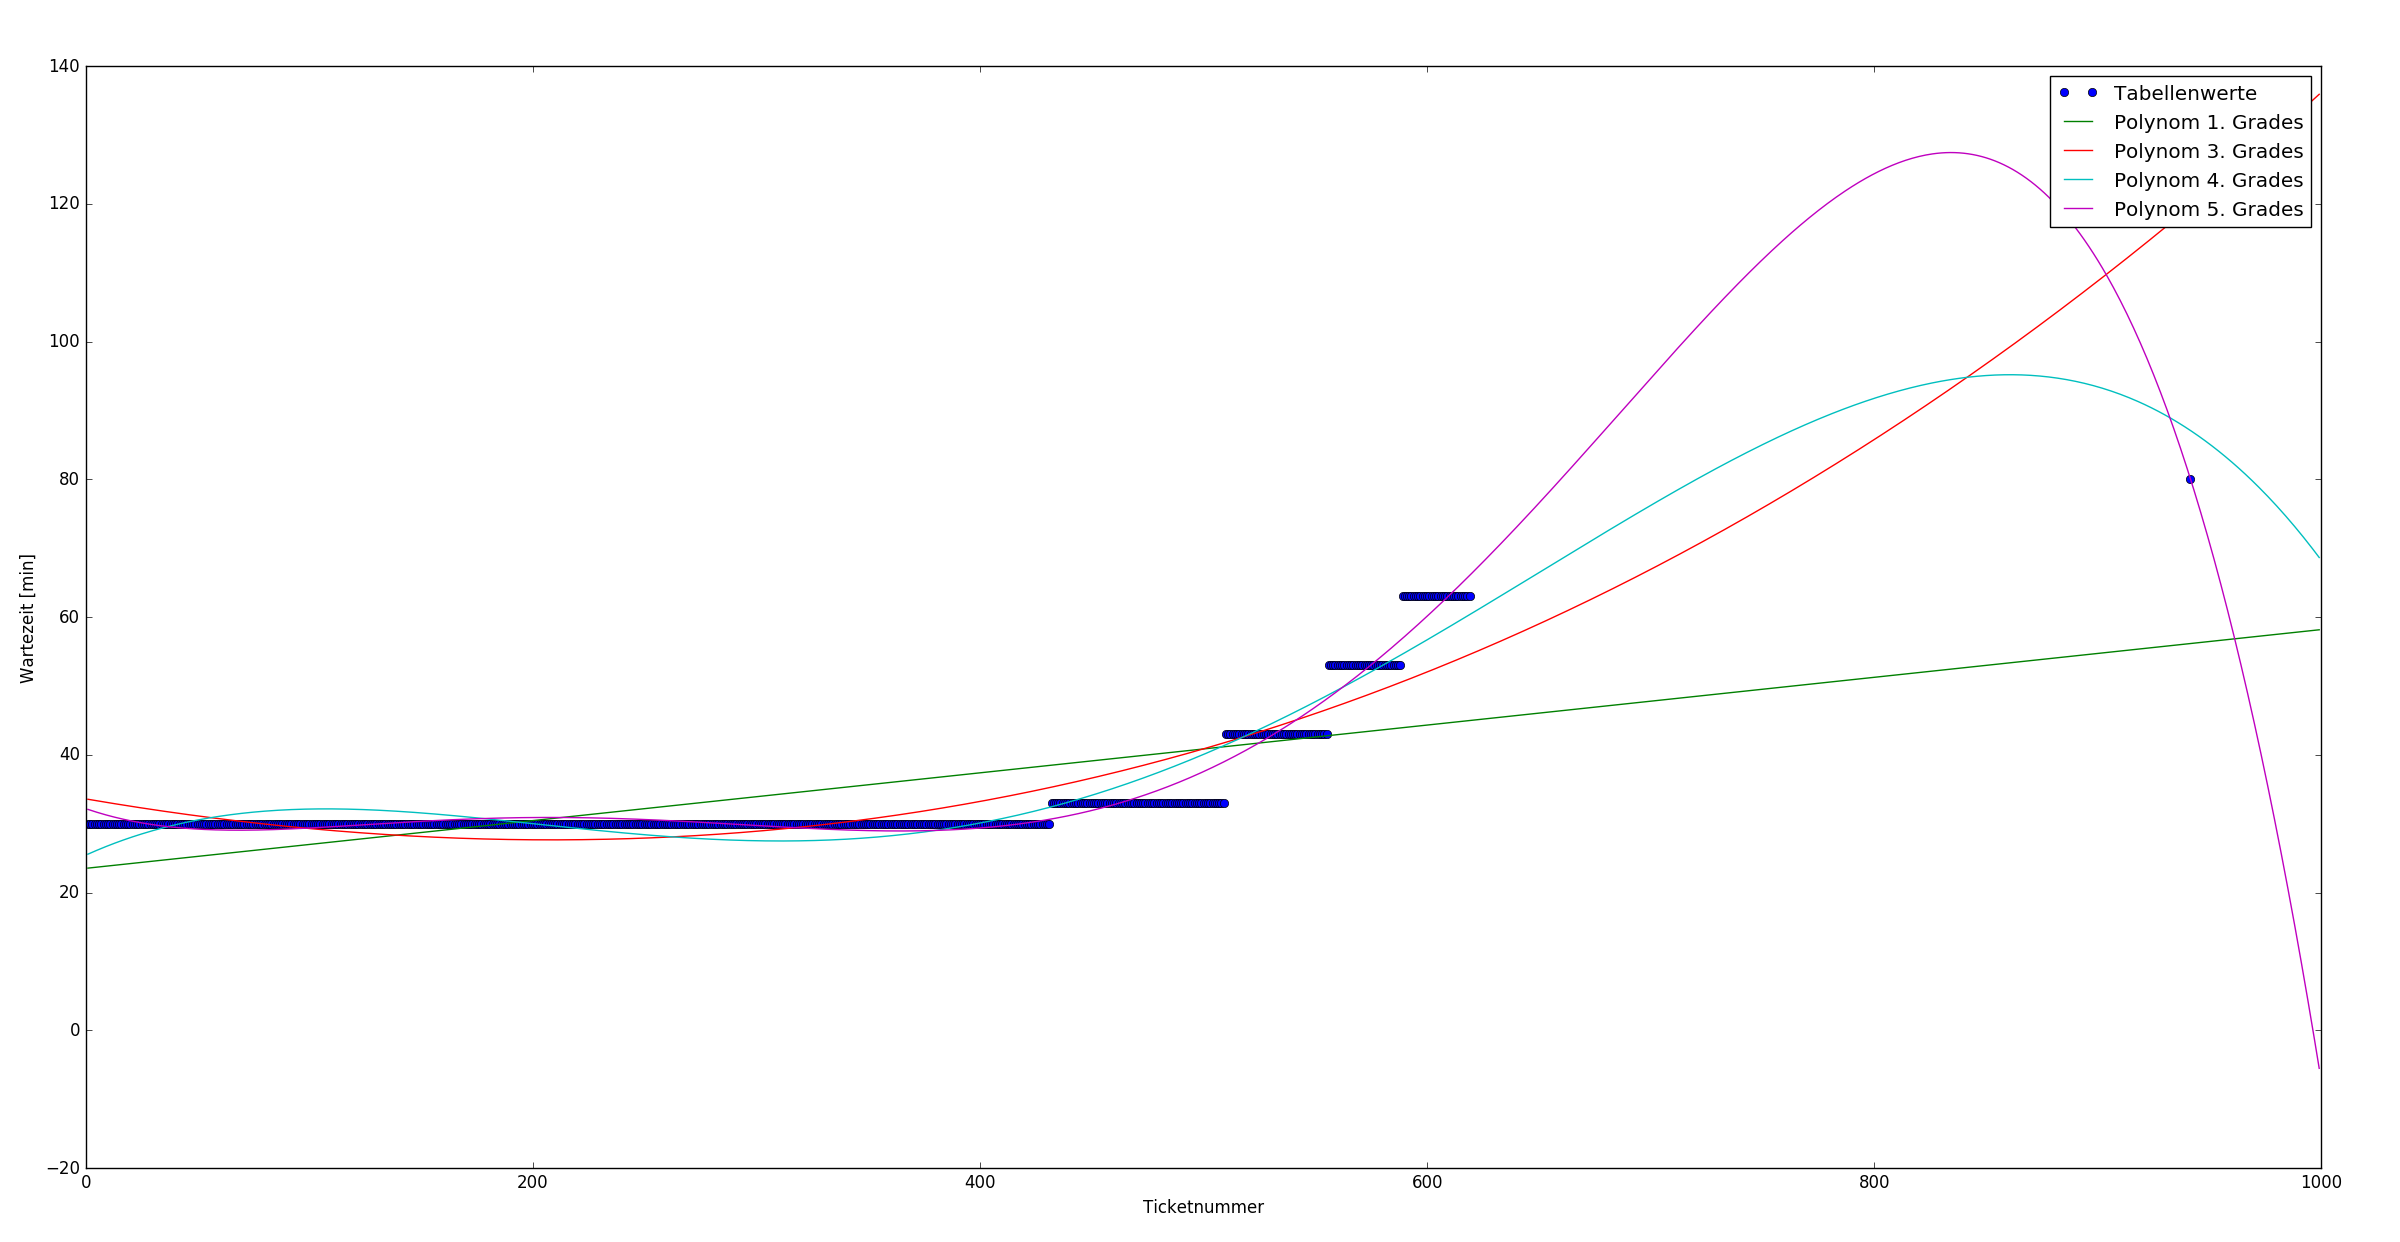 140
120
100
80
60
40
20
0
−20
0 200 400 600 800 1000
Wartezeit [min]
Ticketnummer
Tabellenwerte
Polynom 1. Grades
Polynom 3. Grades
Polynom 4. Grades
Polynom 5. Grades